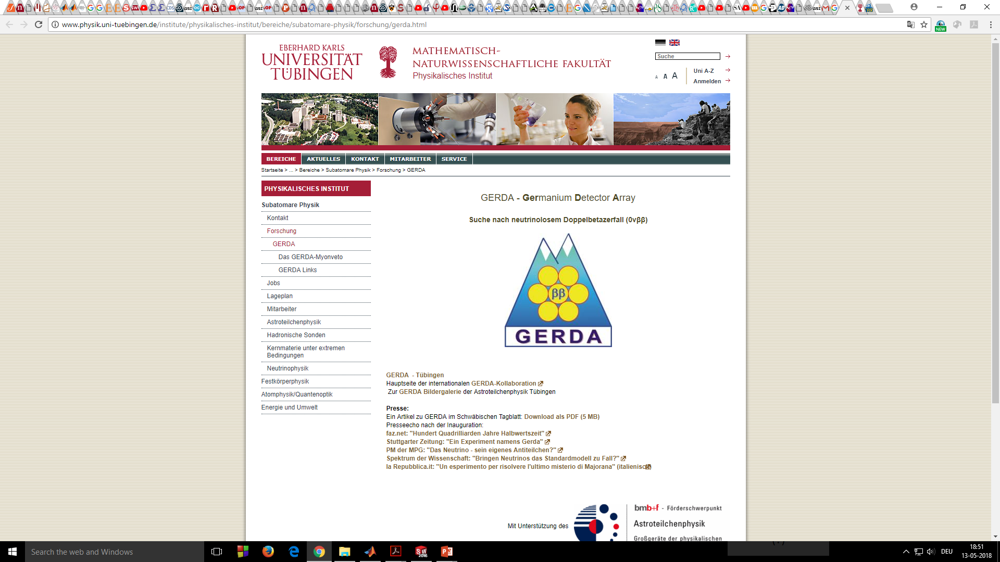 www.physik.uni-tuebingen.de/institute/physikalisches-institut/bereiche/subatomare-physik/forschung/gerda.html
NEW
EBERHARD KARLS
UNIVERSITÄT
TÜBINGEN
MATHEMATISCH-
NATURWISSENSCHAFTLICHE FAKULTÄT
Physikalisches Institut
Suche
A A A
Uni A-Z
Anmelden
BEREICHE AKTUELLES KONTAKT MITARBEITER SERVICE
Startseite > ... > Bereiche > Subatomare Physik > Forschung > GERDA
PHYSIKALISCHES INSTITUT
Subatomare Physik
Kontakt
Forschung
GERDA
Das GERDA-Myonveto
GERDA Links
Jobs
Lageplan
Mitarbeiter
Astroteilchenphysik
Hadronische Sonden
Kernmaterie unter extremen
Bedingungen
Neutrinophysik
Festkörperphysik
Atomphysik/Quantenoptik
Energie und Umwelt
GERDA - Germanium Detector Array
Suche nach neutrinolosem Doppelbetazerfall (0νββ)
ββ
GERDA
GERDA - Tübingen
Hauptseite der internationalen GERDA-Kollaboration
Zur GERDA Bildergalerie der Astroteilchenphysik Tübingen
Presse:
Ein Artikel zu GERDA im Schwäbischen Tagblatt: Download als PDF (5 MB)
Presseecho nach der Inauguration:
faz.net: "Hundert Quadrilliarden Jahre Halbwertszeit"
Stuttgarter Zeitung: "Ein Experiment namens Gerda"
PM der MPG: "Das Neutrino - sein eigenes Antiteilchen?"
Spektrum der Wissenschaft: "Bringen Neutrinos das Standardmodell zu Fall?"
la Repubblica.it: "Un esperimento per risolvere l'ultimo misterio di Majorana" (italienisch)
Mit Unterstützung des
bmb+f - Förderschwerpunkt
Astroteilchenphysik
Großgeräte der physikalischen
Search the web and Windows
SW
2016
DEU
18:51
13-05-2018